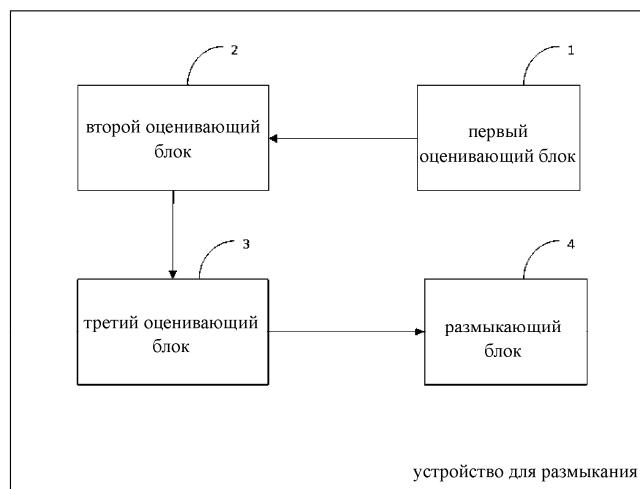 2
1
второй оценивающий
блок
первый
оценивающий блок
3
4
третий оценивающий
блок
размыкающий
блок
устройство для размыкания